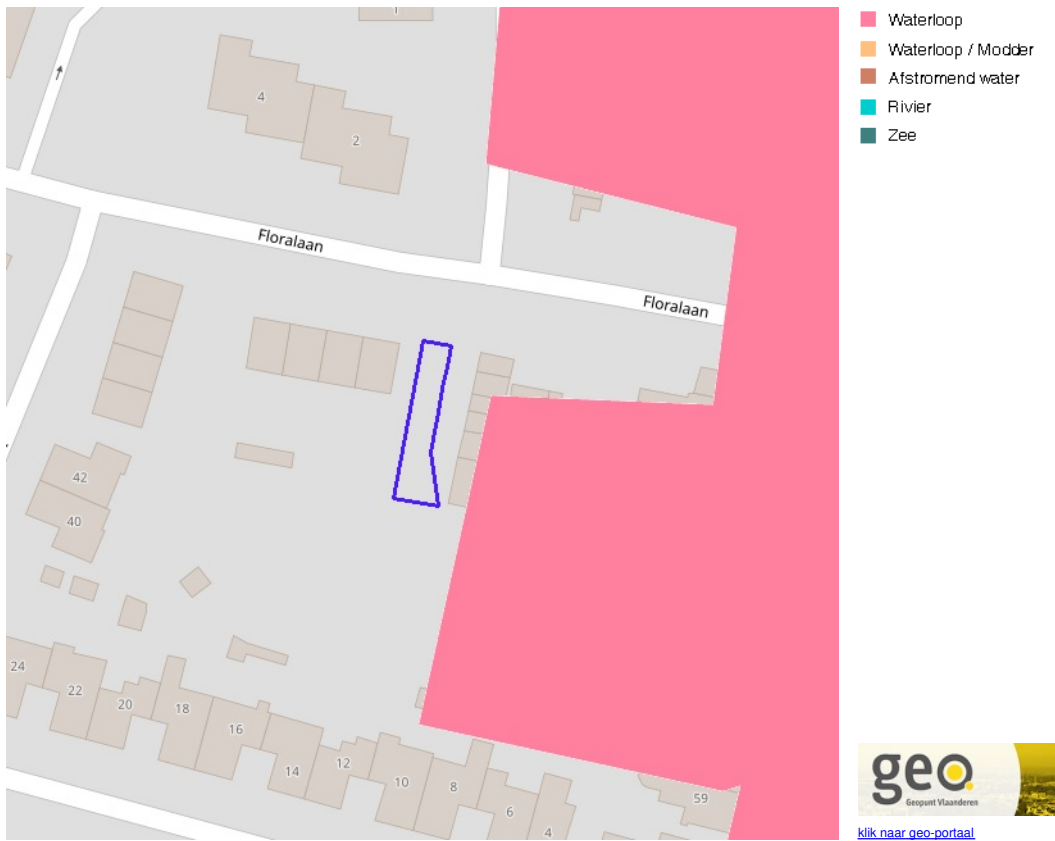 1
4
2
Floralaan
Floralaan
42
40
24
22
20
18
16
14
12
10
8
6
4
59
Waterloop
Waterloop / Modder
Afstromend water
Rivier
Zee
geo
Geopunt Vlaanderen
klik naar geo-portaal